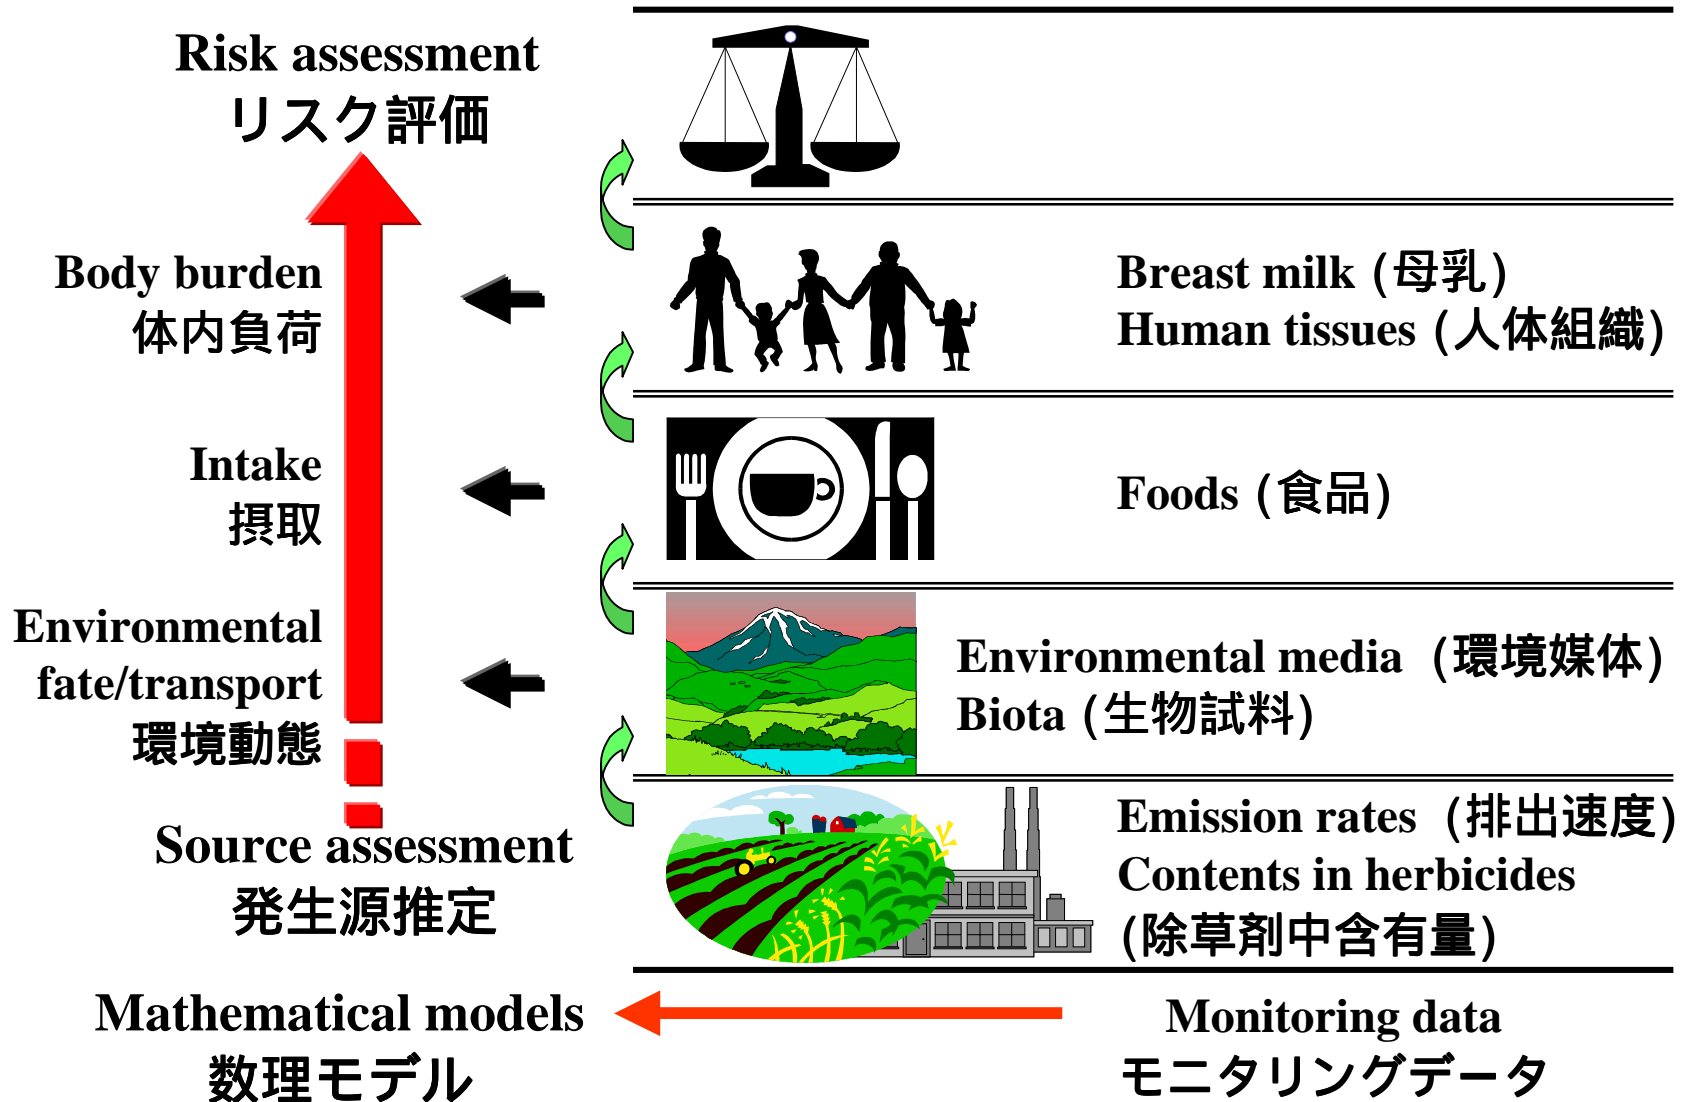 Risk assessment
リスク評価
Body burden
体内負荷
Breast milk (母乳)
Human tissues (人体組織)
Intake
摂取
Foods (食品)
Environmental
fate/transport
環境動態
Environmental media (環境媒体)
Biota (生物試料)
Source assessment
発生源推定
Emission rates (排出速度)
Contents in herbicides
(除草剤中含有量)
Mathematical models
数理モデル
Monitoring data
モニタリングデータ